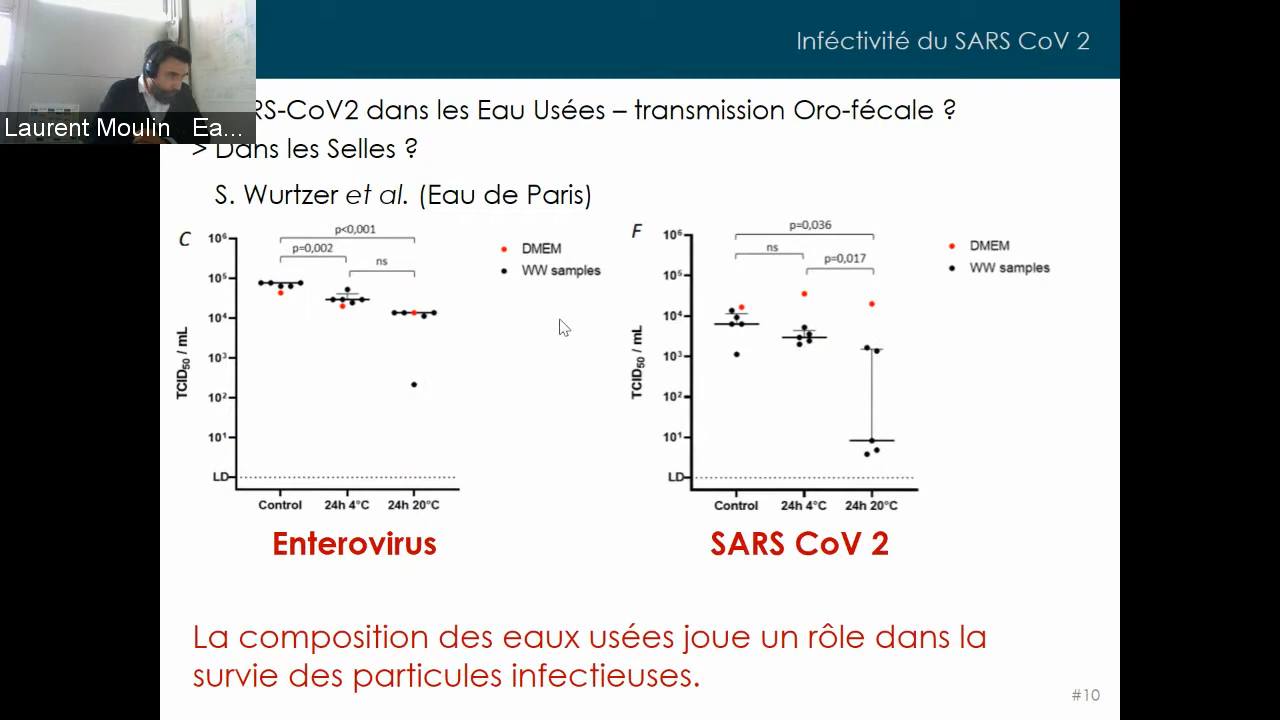 Inféctivité du SARS CoV 2
RS-CoV2 dans les Eau Usées – transmission Oro-fécale ?
Laurent Moulin Ea...
> Dans les Selles ?
S. Wurtzer et al. (Eau de Paris)
C
p<0,001
p=0,002
ns
DMEM
WW samples
10⁶
10⁵
10⁴
10³
10²
10¹
LD
TCID₅₀ / mL
Control
24h 4°C
24h 20°C
Enterovirus
F
p=0,036
ns
p=0,017
DMEM
WW samples
10⁶
10⁵
10⁴
10³
10²
10¹
LD
TCID₅₀ / mL
Control
24h 4°C
24h 20°C
SARS CoV 2
La composition des eaux usées joue un rôle dans la
survie des particules infectieuses.
#10